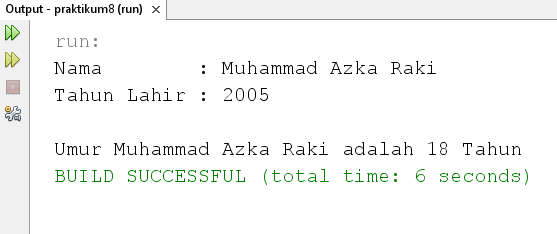 Output - praktikum8 (run) ×
run:
Nama        : Muhammad Azka Raki
Tahun Lahir : 2005
Umur Muhammad Azka Raki adalah 18 Tahun
BUILD SUCCESSFUL (total time: 6 seconds)